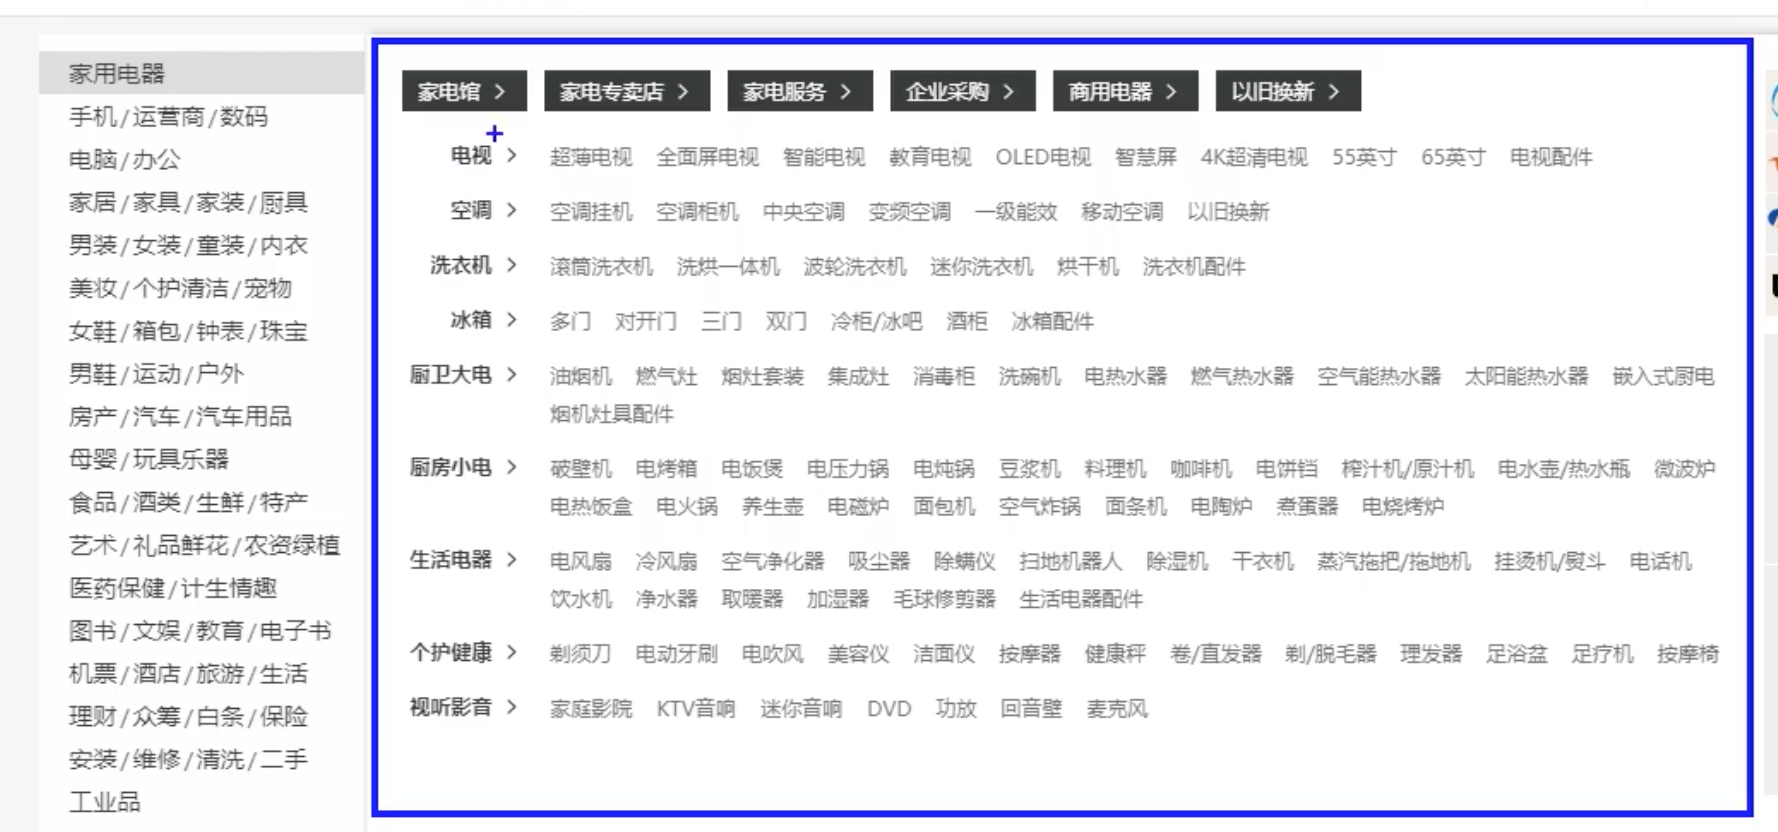 家用电器
手机/运营商/数码
电脑/办公
家居/家具/家装/厨具
男装/女装/童装/内衣
美妆/个护清洁/宠物
女鞋/箱包/钟表/珠宝
男鞋/运动/户外
房产/汽车/汽车用品
母婴/玩具乐器
食品/酒类/生鲜/特产
艺术/礼品鲜花/农资绿植
医药保健/计生情趣
图书/文娱/教育/电子书
机票/酒店/旅游/生活
理财/众筹/白条/保险
安装/维修/清洗/二手
工业品
家电馆 > 家电专卖店 > 家电服务 > 企业采购 > 商用电器 > 以旧换新 >
电视 > 超薄电视 全面屏电视 智能电视 教育电视 OLED电视 智慧屏 4K超清电视 55英寸 65英寸 电视配件
空调 > 空调挂机 空调柜机 中央空调 变频空调 一级能效 移动空调 以旧换新
洗衣机 > 滚筒洗衣机 洗烘一体机 波轮洗衣机 迷你洗衣机 烘干机 洗衣机配件
冰箱 > 多门 对开门 三门 双门 冷柜/冰吧 酒柜 冰箱配件
厨卫大电 > 油烟机 燃气灶 烟灶套装 集成灶 消毒柜 洗碗机 电热水器 燃气热水器 空气能热水器 太阳能热水器 嵌入式厨电
烟机灶具配件
厨房小电 > 破壁机 电烤箱 电饭煲 电压力锅 电炖锅 豆浆机 料理机 咖啡机 电饼铛 榨汁机/原汁机 电水壶/热水瓶 微波炉
电热饭盒 电火锅 养生壶 电磁炉 面包机 空气炸锅 面条机 电陶炉 煮蛋器 电烧烤炉
生活电器 > 电风扇 冷风扇 空气净化器 吸尘器 除螨仪 扫地机器人 除湿机 干衣机 蒸汽拖把/拖地机 挂烫机/熨斗 电话机
饮水机 净水器 取暖器 加湿器 毛球修剪器 生活电器配件
个护健康 > 剃须刀 电动牙刷 电吹风 美容仪 洁面仪 按摩器 健康秤 卷/直发器 剃/脱毛器 理发器 足浴盆 足疗机 按摩椅
视听影音 > 家庭影院 KTV音响 迷你音响 DVD 功放 回音壁 麦克风